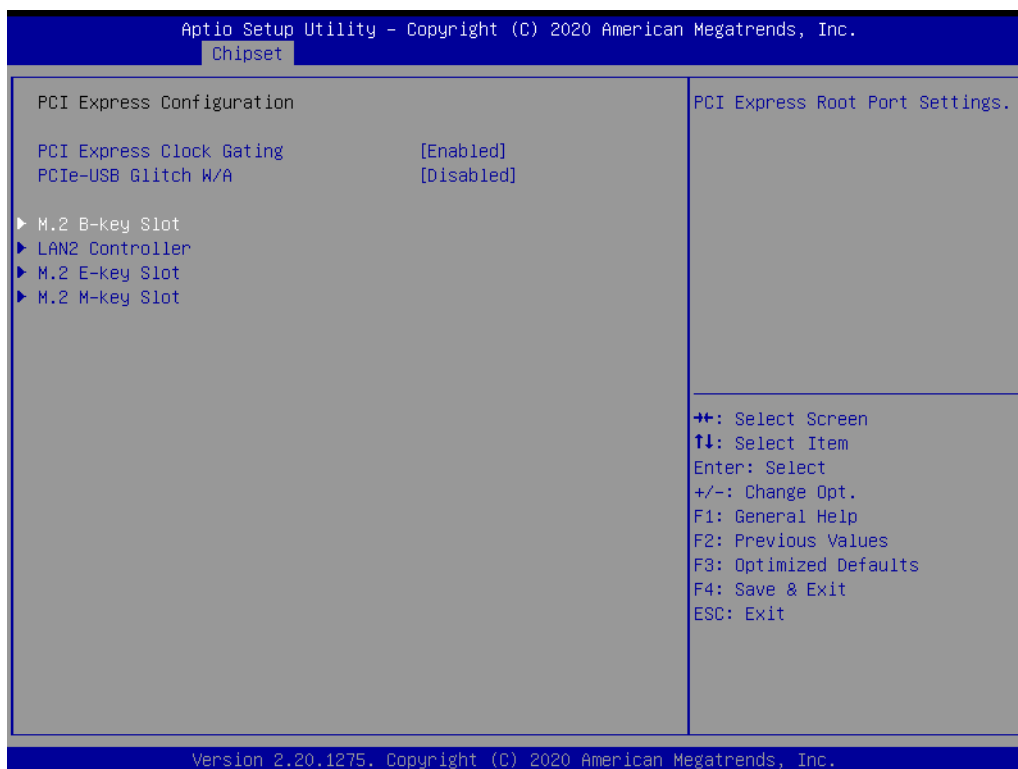 Aptio Setup Utility – Copyright (C) 2020 American Megatrends, Inc.
Chipset
PCI Express Configuration
PCI Express Clock Gating [Enabled]
PCIe-USB Glitch W/A [Disabled]
▶ M.2 B-key Slot
▶ LAN2 Controller
▶ M.2 E-key Slot
▶ M.2 M-key Slot
PCI Express Root Port Settings.
→←: Select Screen
↑↓: Select Item
Enter: Select
+/-: Change Opt.
F1: General Help
F2: Previous Values
F3: Optimized Defaults
F4: Save & Exit
ESC: Exit
Version 2.20.1275. Copyright (C) 2020 American Megatrends, Inc.